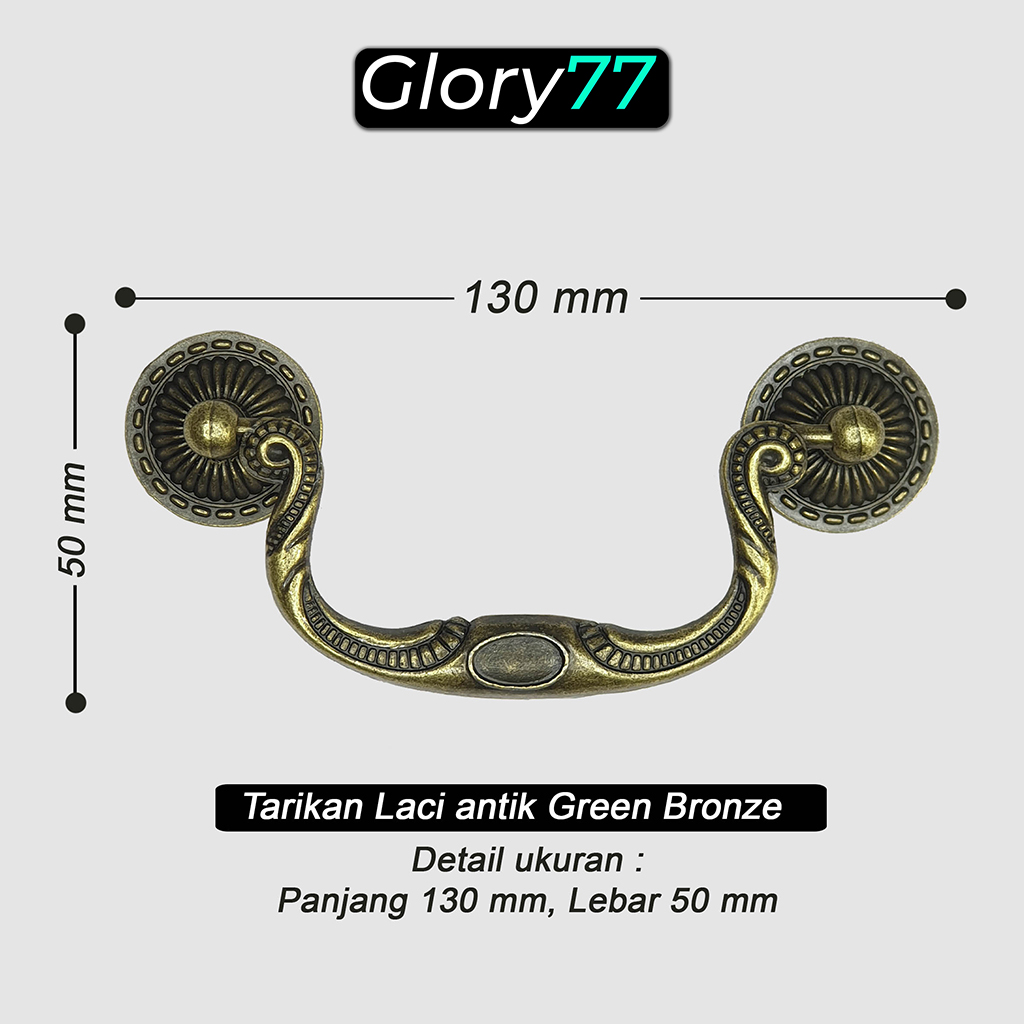 Glory77
130 mm
50 mm
Tarikan Laci antik Green Bronze
Detail ukuran :
Panjang 130 mm, Lebar 50 mm